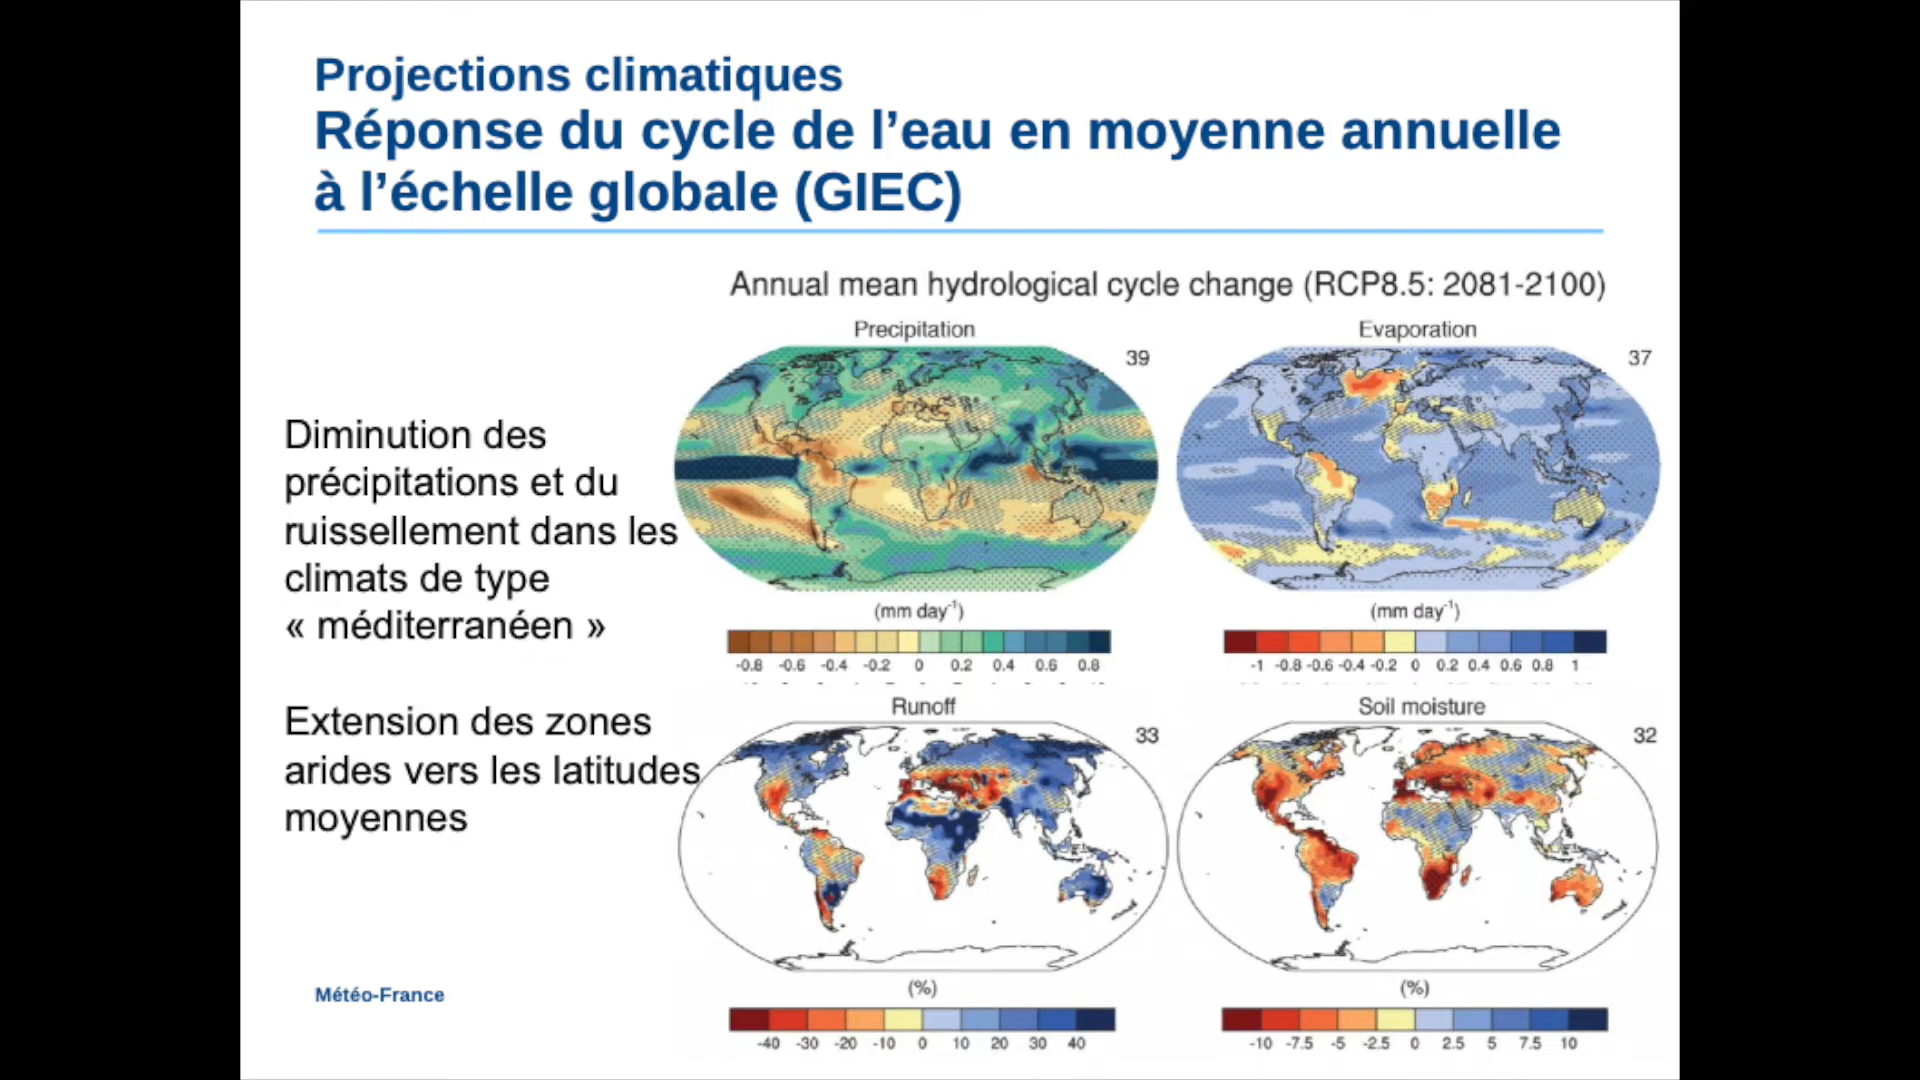 Projections climatiques
Réponse du cycle de l’eau en moyenne annuelle
à l’échelle globale (GIEC)
Annual mean hydrological cycle change (RCP8.5: 2081-2100)
Precipitation
39
Evaporation
37
Diminution des
précipitations et du
ruissellement dans les
climats de type
« méditerranéen »
(mm day-1)
-0.8 -0.6 -0.4 -0.2 0 0.2 0.4 0.6 0.8
(mm day-1)
-1 -0.8 -0.6 -0.4 -0.2 0 0.2 0.4 0.6 0.8 1
Extension des zones
arides vers les latitudes
moyennes
Runoff
33
Soil moisture
32
(%)
-40 -30 -20 -10 0 10 20 30 40
(%)
-10 -7.5 -5 -2.5 0 2.5 5 7.5 10
Météo-France